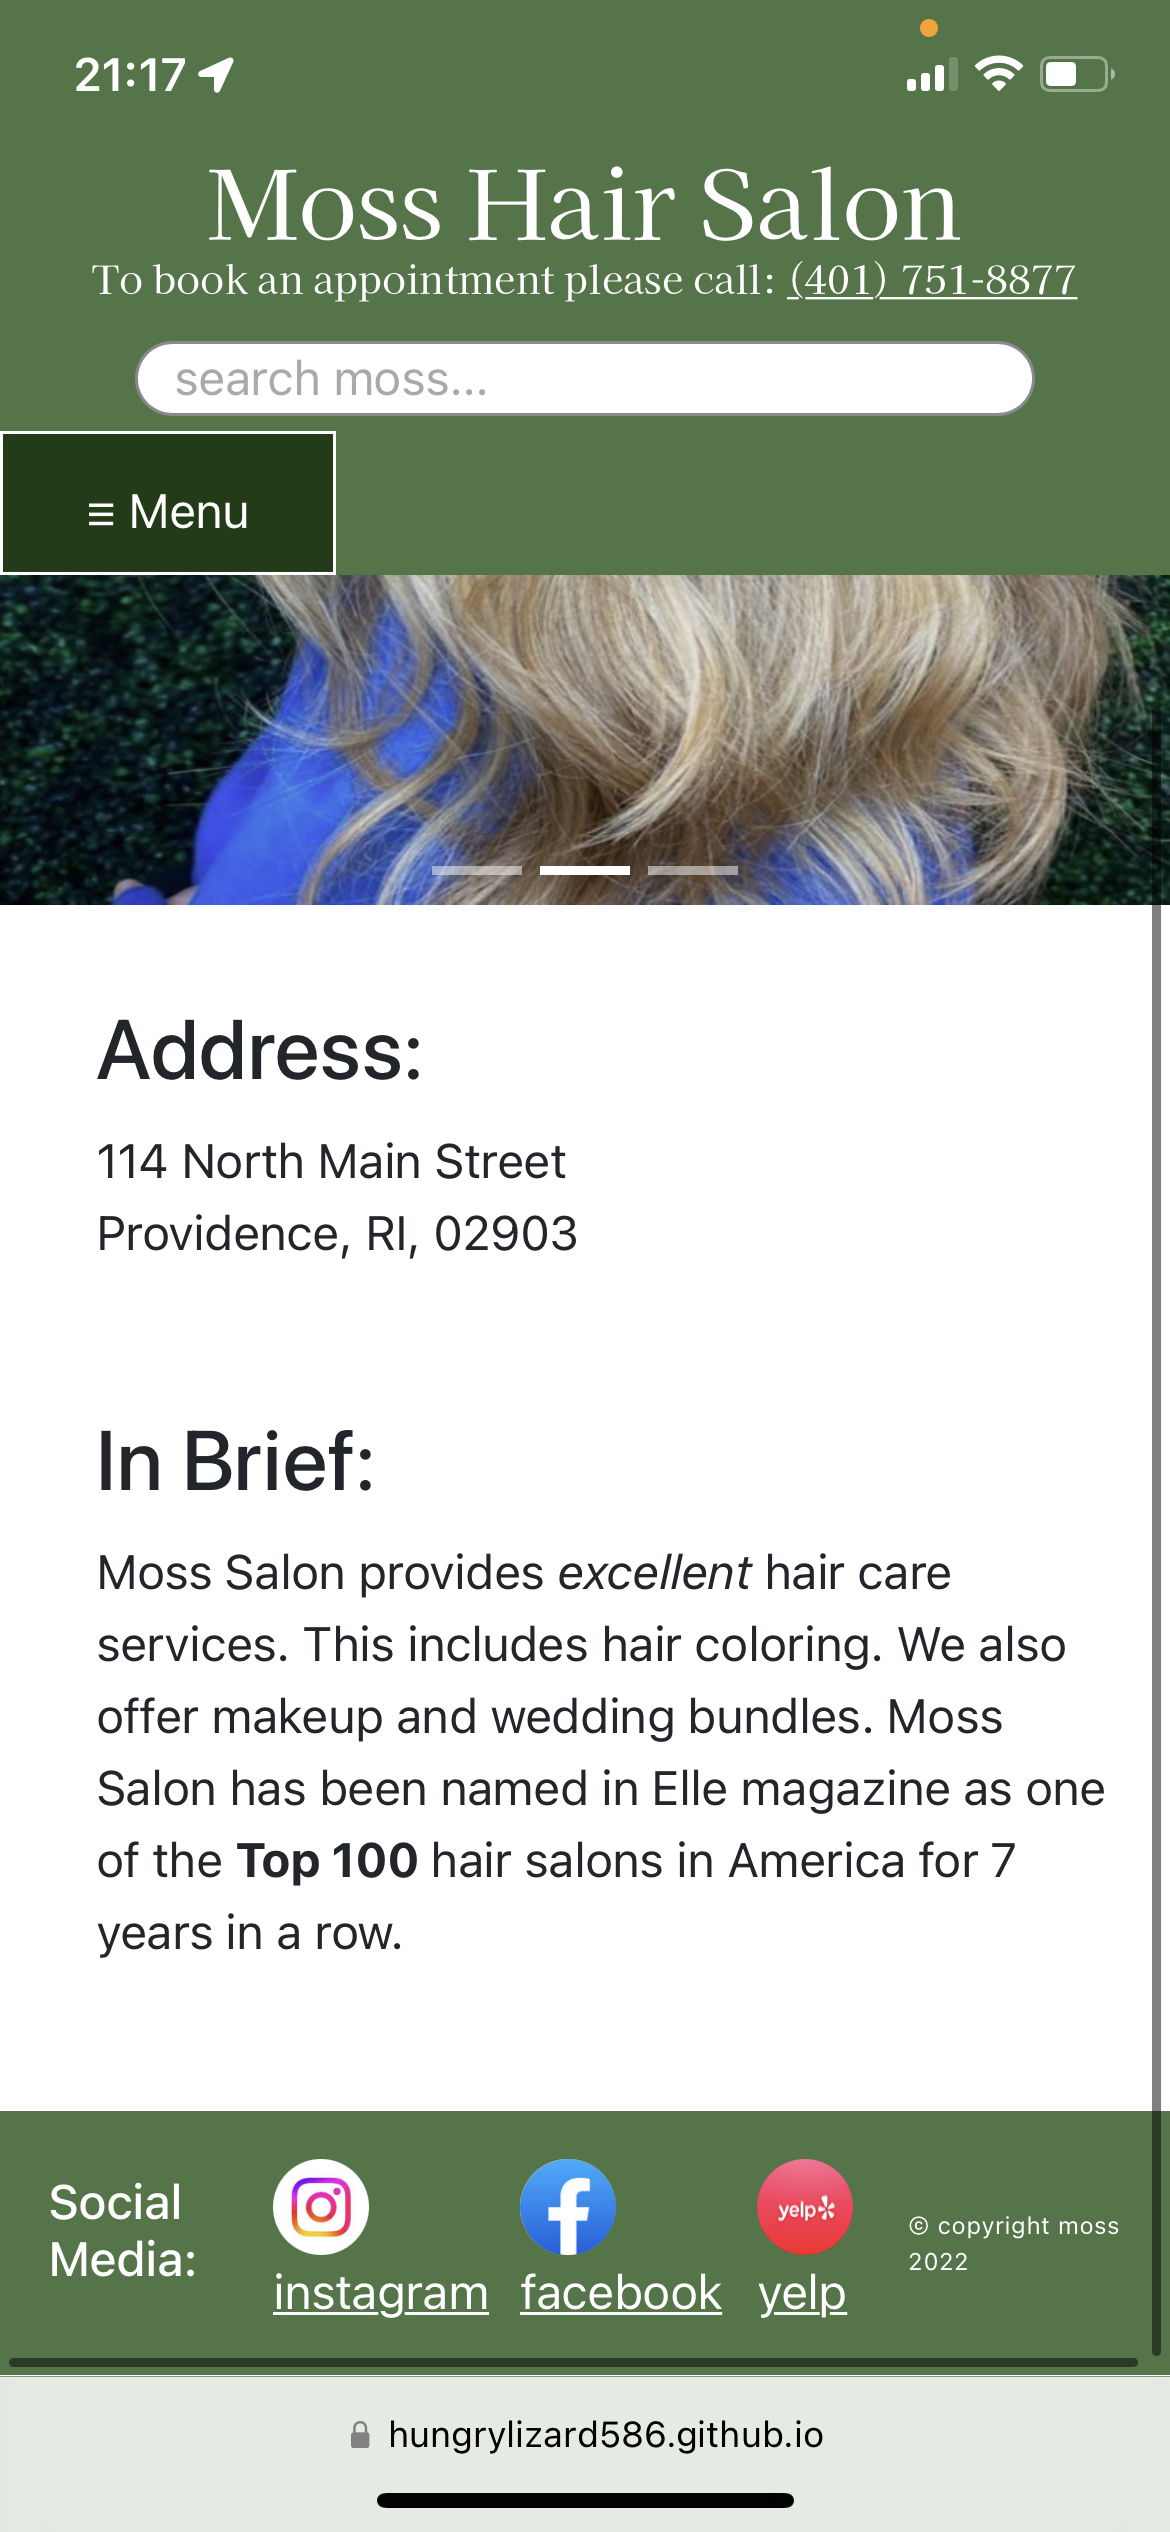 21:17
Moss Hair Salon
To book an appointment please call: (401) 751-8877
search moss...
≡ Menu
Address:
114 North Main Street
Providence, RI, 02903
In Brief:
Moss Salon provides excellent hair care
services. This includes hair coloring. We also
offer makeup and wedding bundles. Moss
Salon has been named in Elle magazine as one
of the Top 100 hair salons in America for 7
years in a row.
Social
Media:
instagram
facebook
yelp
yelp
© copyright moss
2022
hungrylizard586.github.io